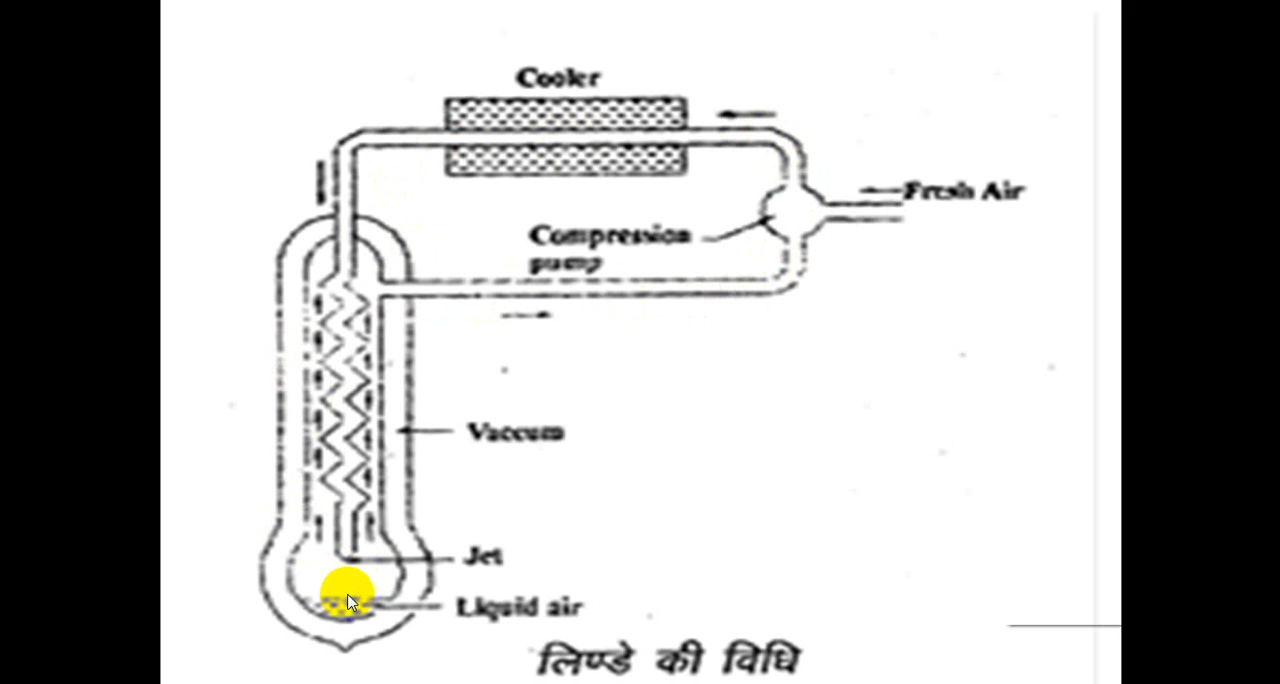 Cooler
Fresh Air
Compression
pump
Vaccum
Jet
Liquid air
लिण्डे की विधि